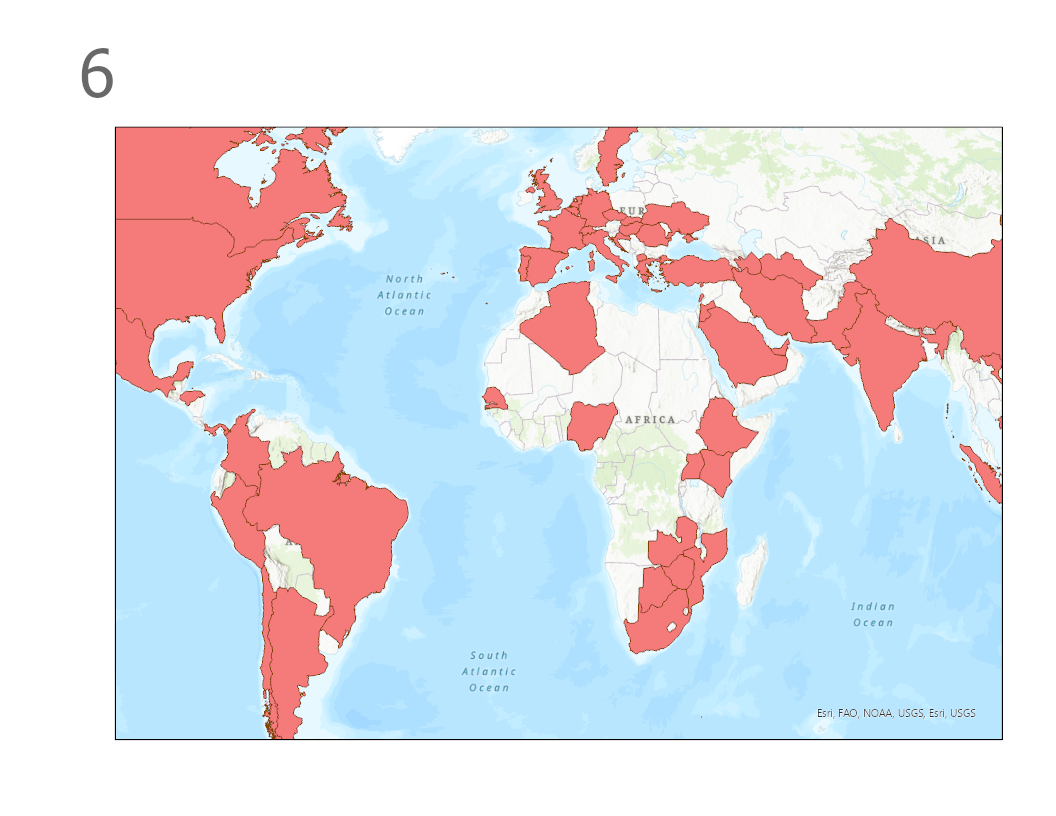 6
EUR
ASIA
North
Atlantic
Ocean
AFRICA
Indian
Ocean
South
Atlantic
Ocean
Esri, FAO, NOAA, USGS, Esri, USGS